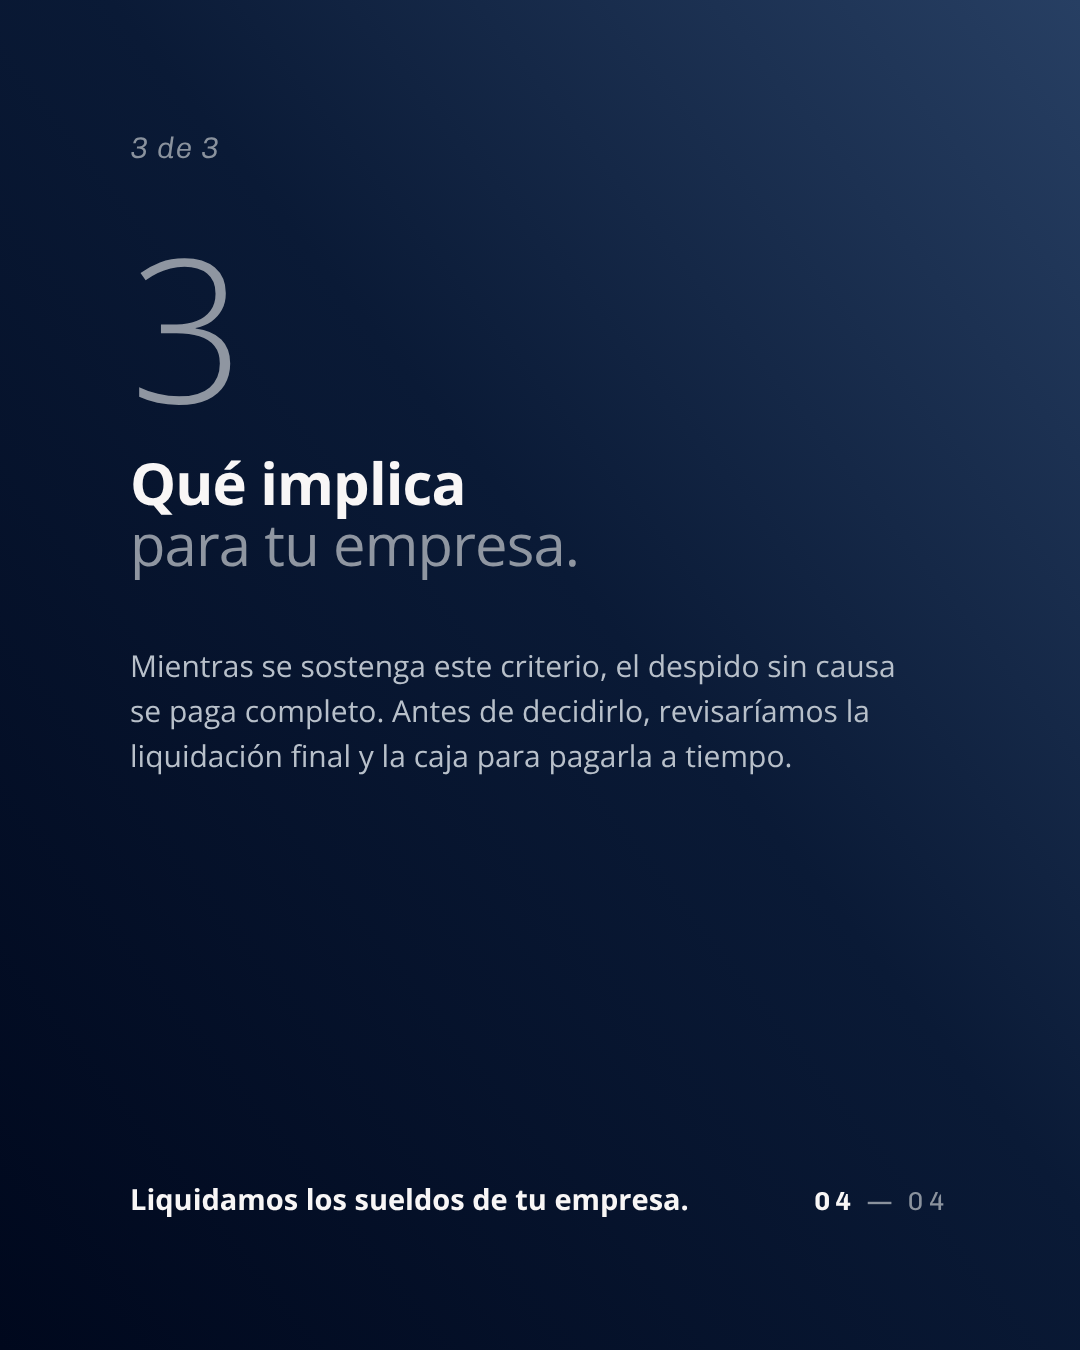 3 de 3
3
Qué implica
para tu empresa.
Mientras se sostenga este criterio, el despido sin causa
se paga completo. Antes de decidirlo, revisaríamos la
liquidación final y la caja para pagarla a tiempo.
Liquidamos los sueldos de tu empresa.
04 — 04